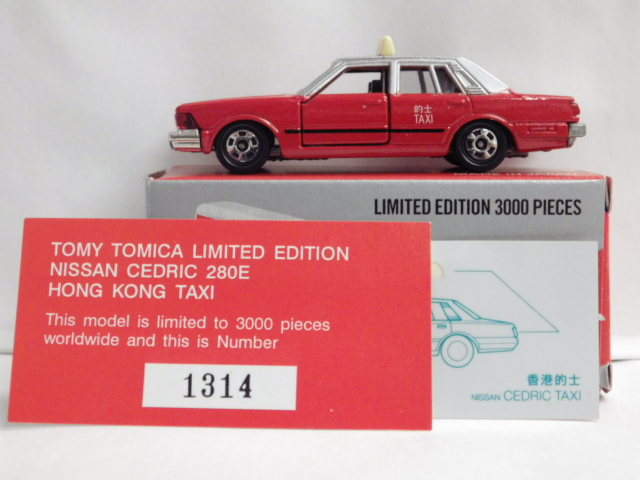 的士
TAXI
LIMITED EDITION 3000 PIECES
TOMY TOMICA LIMITED EDITION
NISSAN CEDRIC 280E
HONG KONG TAXI
This model is limited to 3000 pieces
worldwide and this is Number
1314
香港的士
NISSAN CEDRIC TAXI